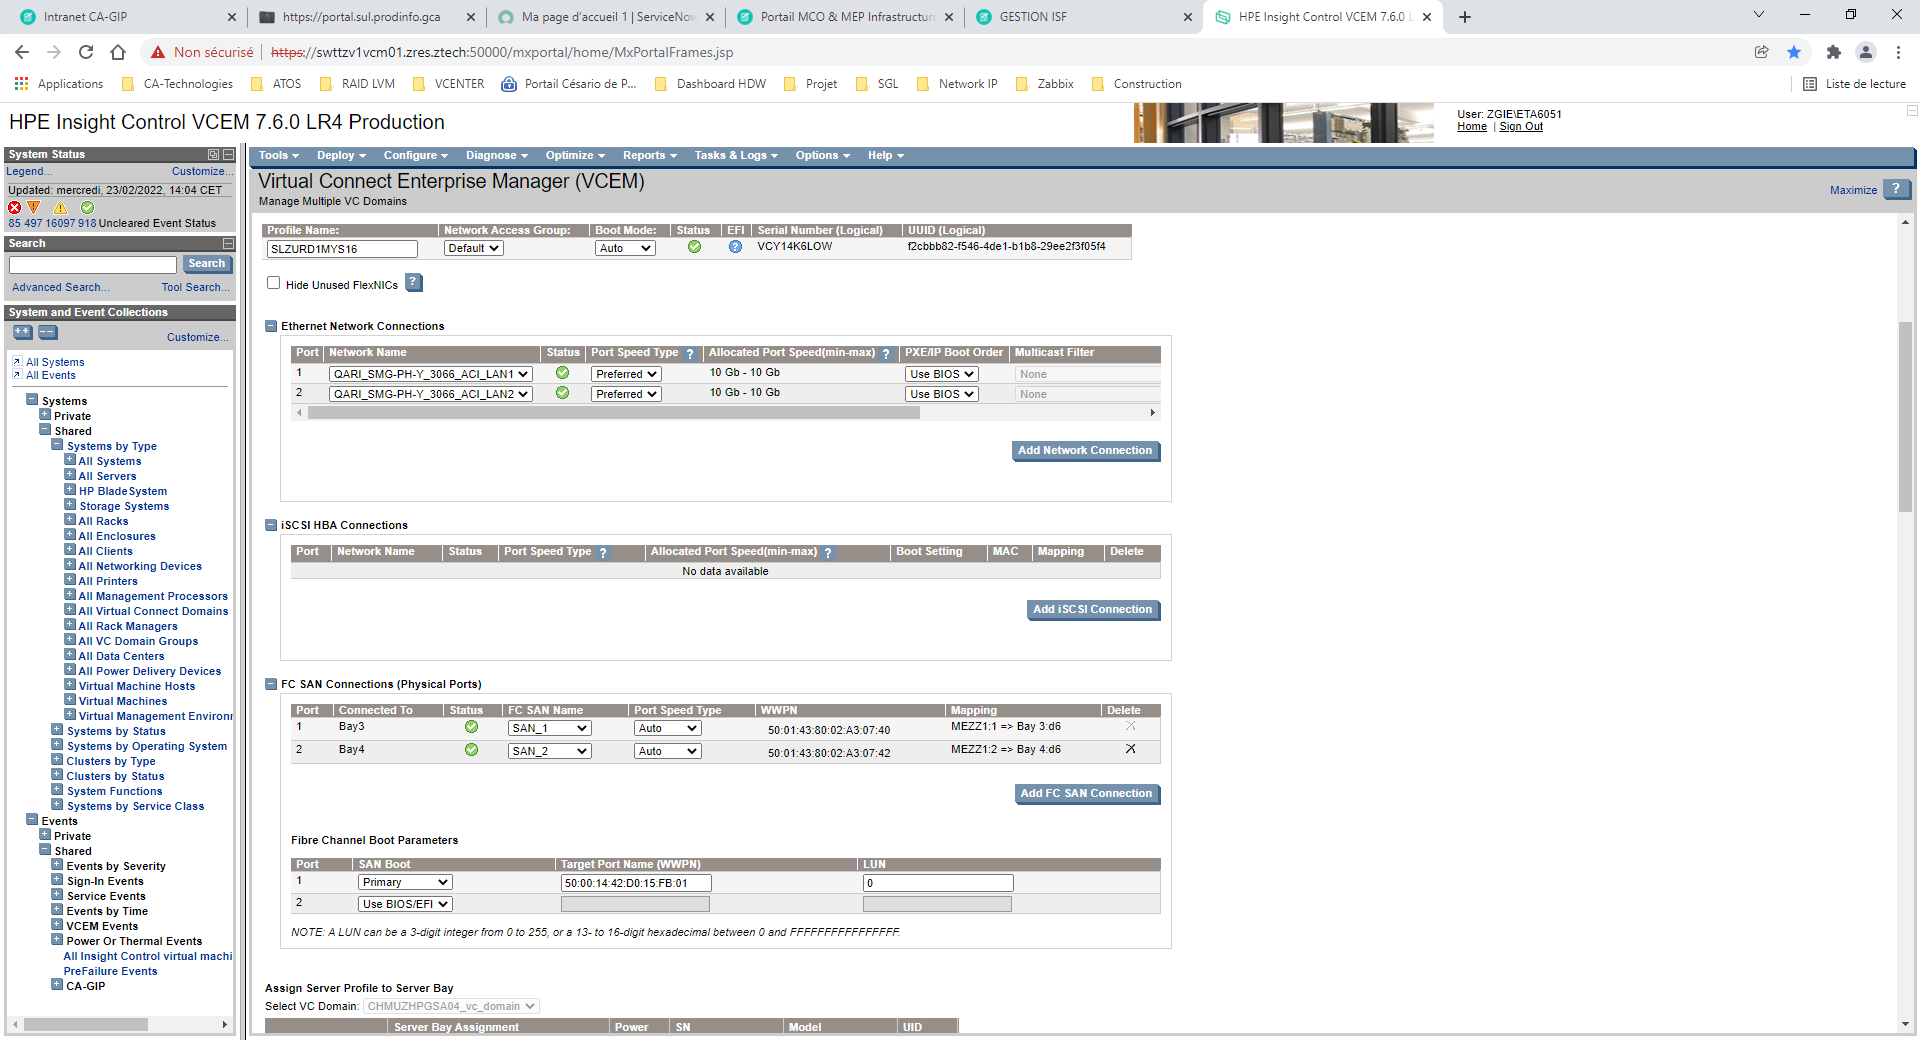 Intranet CA-GIP
https://portal.sul.prodinfo.gca
Ma page d'accueil 1 | ServiceNow
Portail MCO & MEP Infrastructure
GESTION ISF
HPE Insight Control VCEM 7.6.0 L
Non sécurisé https://swttzv1vcm01.zres.ztech:50000/mxportal/home/MxPortalFrames.jsp
Applications CA-Technologies ATOS RAID LVM VCENTER Portail Césario de P... Dashboard HDW Projet SGL Network IP Zabbix Construction Liste de lecture
HPE Insight Control VCEM 7.6.0 LR4 Production
User: ZGIE\ETA6051
Home | Sign Out
System Status
Legend... Customize...
Updated: mercredi, 23/02/2022, 14:04 CET
85 497 16097 918 Uncleared Event Status
Search
Search
Advanced Search... Tool Search...
System and Event Collections
Customize...
All Systems
All Events
Systems
Private
Shared
Systems by Type
All Systems
All Servers
HP BladeSystem
Storage Systems
All Racks
All Enclosures
All Clients
All Networking Devices
All Printers
All Management Processors
All Virtual Connect Domains
All Rack Managers
All VC Domain Groups
All Data Centers
All Power Delivery Devices
Virtual Machine Hosts
Virtual Machines
Virtual Management Environ
Systems by Status
Systems by Operating System
Clusters by Type
Clusters by Status
System Functions
Systems by Service Class
Events
Private
Shared
Events by Severity
Sign-In Events
Service Events
Events by Time
VCEM Events
Power Or Thermal Events
All Insight Control virtual machi
PreFailure Events
CA-GIP
Tools Deploy Configure Diagnose Optimize Reports Tasks & Logs Options Help
Virtual Connect Enterprise Manager (VCEM)
Manage Multiple VC Domains
Maximize ?
Profile Name: Network Access Group: Boot Mode: Status EFI Serial Number (Logical) UUID (Logical)
SLZURD1MYS16 Default Auto ? VCY14K6LOW f2cbbb82-f546-4de1-b1b8-29ee2f3f05f4
Hide Unused FlexNICs ?
Ethernet Network Connections
Port Network Name Status Port Speed Type ? Allocated Port Speed(min-max) ? PXE/IP Boot Order Multicast Filter
1 QARI_SMG-PH-Y_3066_ACI_LAN1 Preferred 10 Gb - 10 Gb Use BIOS None
2 QARI_SMG-PH-Y_3066_ACI_LAN2 Preferred 10 Gb - 10 Gb Use BIOS None
Add Network Connection
iSCSI HBA Connections
Port Network Name Status Port Speed Type ? Allocated Port Speed(min-max) ? Boot Setting MAC Mapping Delete
No data available
Add iSCSI Connection
FC SAN Connections (Physical Ports)
Port Connected To Status FC SAN Name Port Speed Type WWPN Mapping Delete
1 Bay3 SAN_1 Auto 50:01:43:80:02:A3:07:40 MEZZ1:1 => Bay 3:d6
2 Bay4 SAN_2 Auto 50:01:43:80:02:A3:07:42 MEZZ1:2 => Bay 4:d6
Add FC SAN Connection
Fibre Channel Boot Parameters
Port SAN Boot Target Port Name (WWPN) LUN
1 Primary 50:00:14:42:D0:15:FB:01 0
2 Use BIOS/EFI
NOTE: A LUN can be a 3-digit integer from 0 to 255, or a 13- to 16-digit hexadecimal between 0 and FFFFFFFFFFFFFFFF.
Assign Server Profile to Server Bay
Select VC Domain: CHMUZHPGSA04_vc_domain
Server Bay Assignment Power SN Model UID